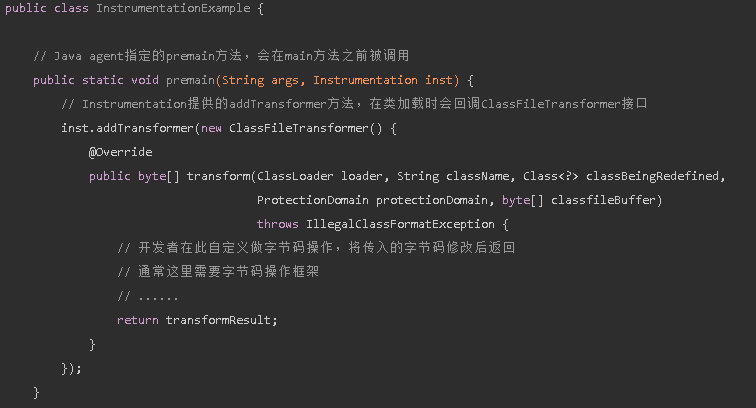 public class InstrumentationExample {
// Java agent指定的premain方法，会在main方法之前被调用
public static void premain(String args, Instrumentation inst) {
// Instrumentation提供的addTransformer方法，在类加载时会回调ClassFileTransformer接口
inst.addTransformer(new ClassFileTransformer() {
@Override
public byte[] transform(ClassLoader loader, String className, Class<?> classBeingRedefined,
ProtectionDomain protectionDomain, byte[] classfileBuffer)
throws IllegalClassFormatException {
// 开发者在此自定义做字节码操作，将传入的字节码修改后返回
// 通常这里需要字节码操作框架
// ......
return transformResult;
}
});
}